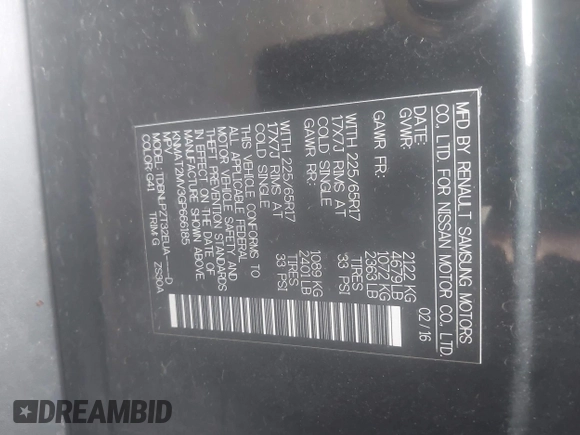 MFD BY RENAULT SAMSUNG MOTORS
CO., LTD. FOR NISSAN MOTOR CO., LTD.
DATE: 02/16
GVWR: 2122 KG
4679 LB
GAWR FR: 1072 KG
2363 LB
WITH 225/65R17 TIRES
17X7J RIMS AT 33 PSI
COLD SINGLE
GAWR RR: 1089 KG
2401 LB
WITH 225/65R17 TIRES
17X7J RIMS AT 33 PSI
COLD SINGLE
THIS VEHICLE CONFORMS TO
ALL APPLICABLE FEDERAL
MOTOR VEHICLE SAFETY AND
THEFT PREVENTION STANDARDS
IN EFFECT ON THE DATE OF
MANUFACTURE SHOWN ABOVE.
KNMAT2MV3GP666185
MPV
MODEL: TDBNLPZT32EUA-----D
COLOR: G41 TRIM: G ZS30A
DREAMBID